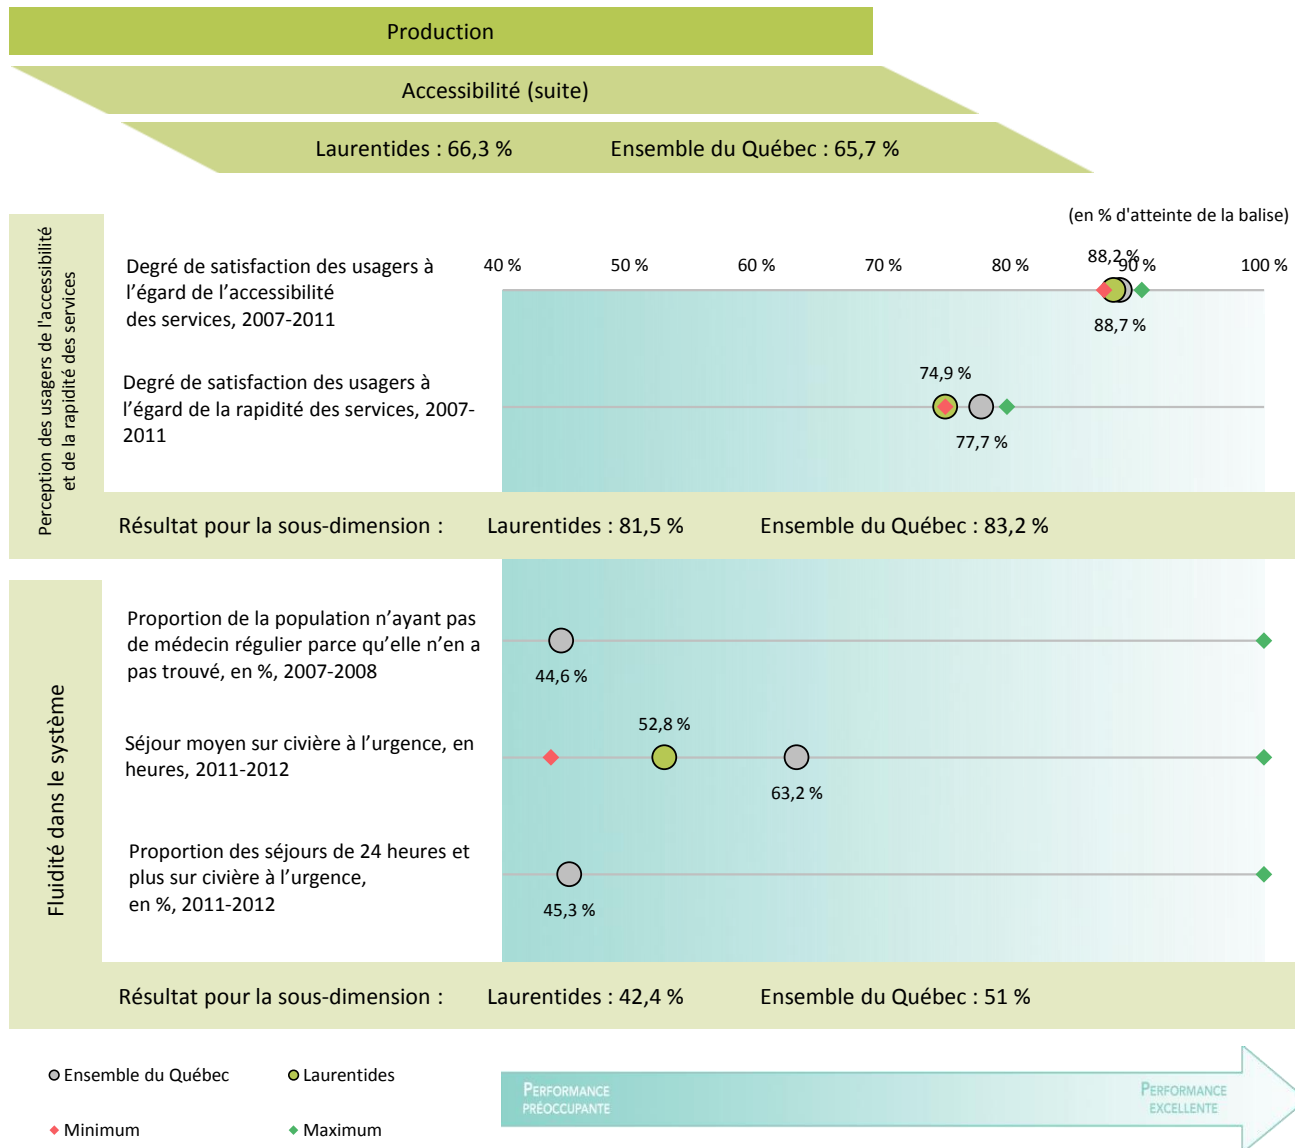 Production
Accessibilité (suite)
Laurentides : 66,3 % Ensemble du Québec : 65,7 %
(en % d'atteinte de la balise)
Perception des usagers de l'accessibilité
et de la rapidité des services
40 % 50 % 60 % 70 % 80 % 90 % 100 %
Degré de satisfaction des usagers à
l'égard de l'accessibilité
des services, 2007-2011
88,2 %
88,7 %
Degré de satisfaction des usagers à
l'égard de la rapidité des services, 2007-
2011
74,9 %
77,7 %
Résultat pour la sous-dimension : Laurentides : 81,5 % Ensemble du Québec : 83,2 %
Fluidité dans le système
Proportion de la population n'ayant pas
de médecin régulier parce qu'elle n'en a
pas trouvé, en %, 2007-2008
44,6 %
Séjour moyen sur civière à l'urgence, en
heures, 2011-2012
52,8 %
63,2 %
Proportion des séjours de 24 heures et
plus sur civière à l'urgence,
en %, 2011-2012
45,3 %
Résultat pour la sous-dimension : Laurentides : 42,4 % Ensemble du Québec : 51 %
Ensemble du Québec Laurentides
Minimum Maximum
PERFORMANCE
PRÉOCCUPANTE
PERFORMANCE
EXCELLENTE